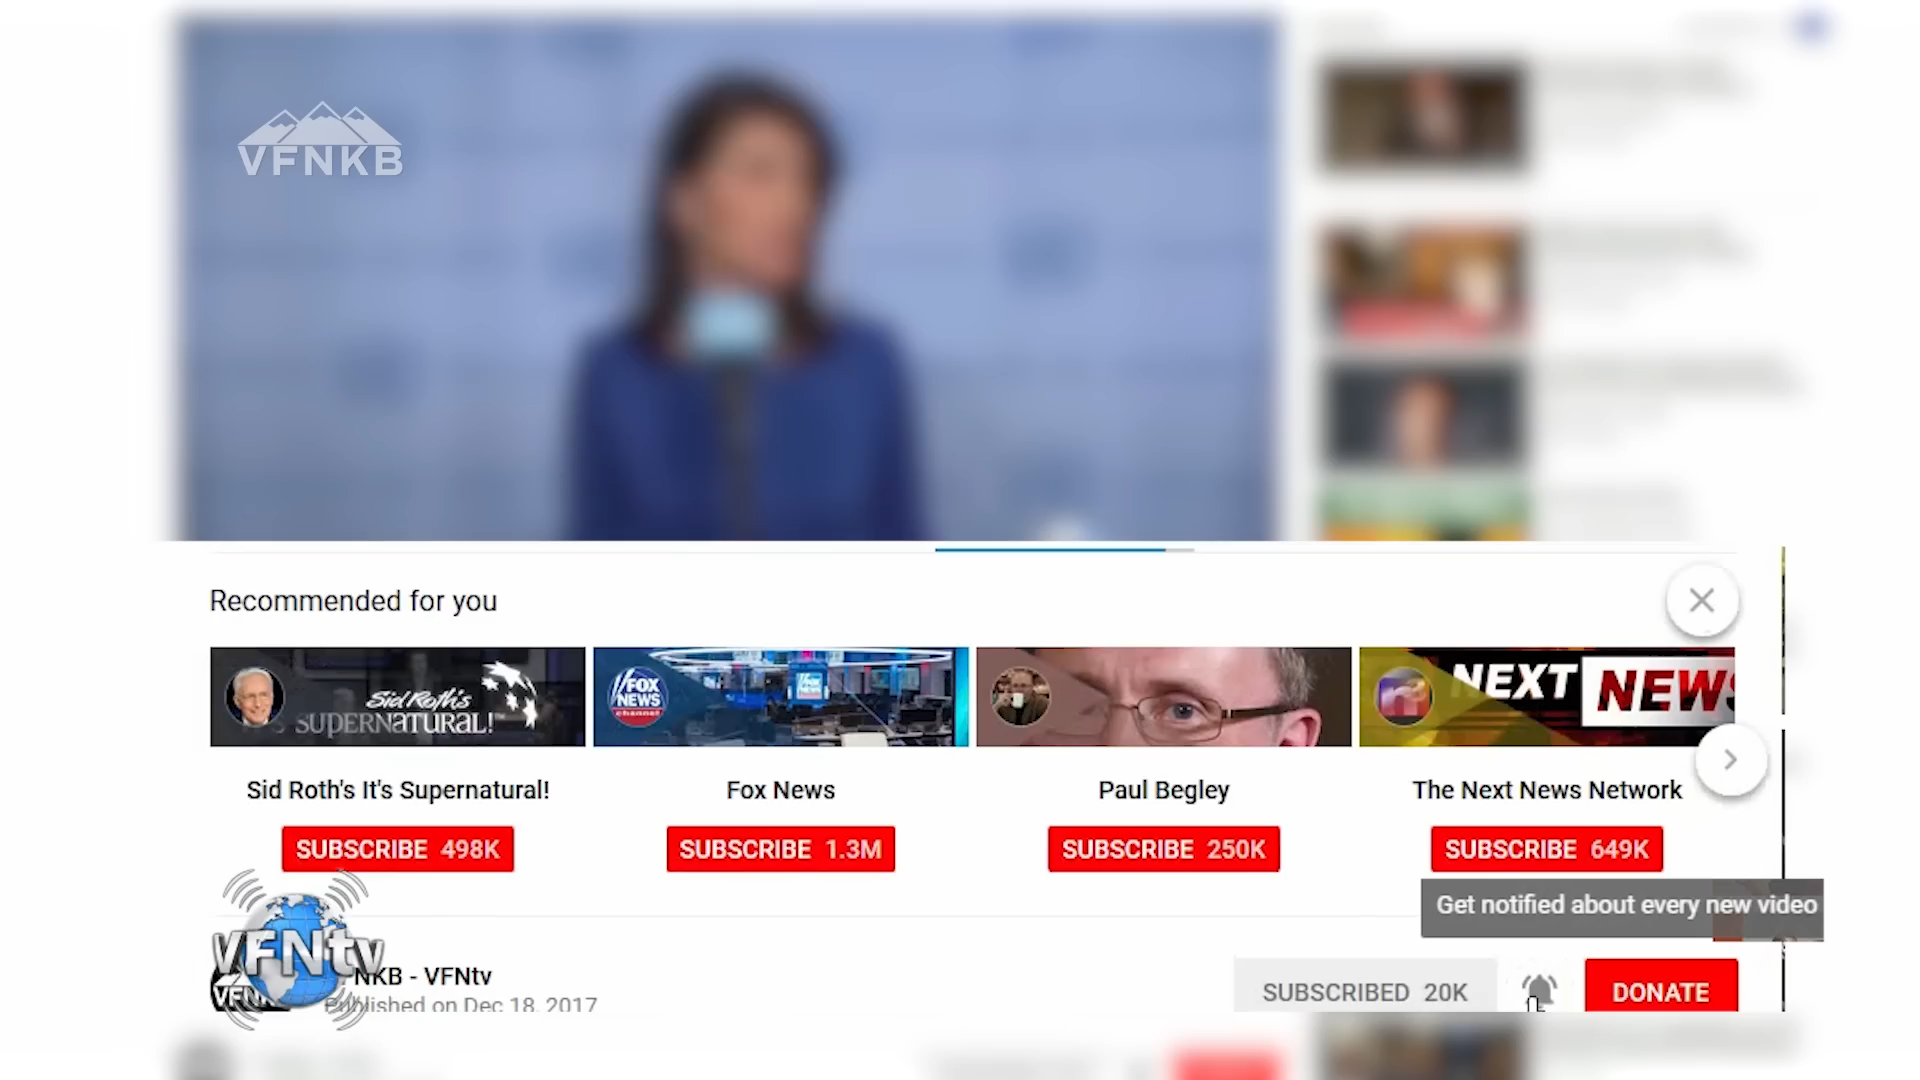 VFNKB
Recommended for you
Sid Roth's
SUPERNATURAL!
FOX
NEWS
channel
NEXT NEWS
Sid Roth's It's Supernatural!
Fox News
Paul Begley
The Next News Network
SUBSCRIBE 498K
SUBSCRIBE 1.3M
SUBSCRIBE 250K
SUBSCRIBE 649K
Get notified about every new video
VFNtv
NKB - VFNtv
Published on Dec 18, 2017
SUBSCRIBED 20K
DONATE